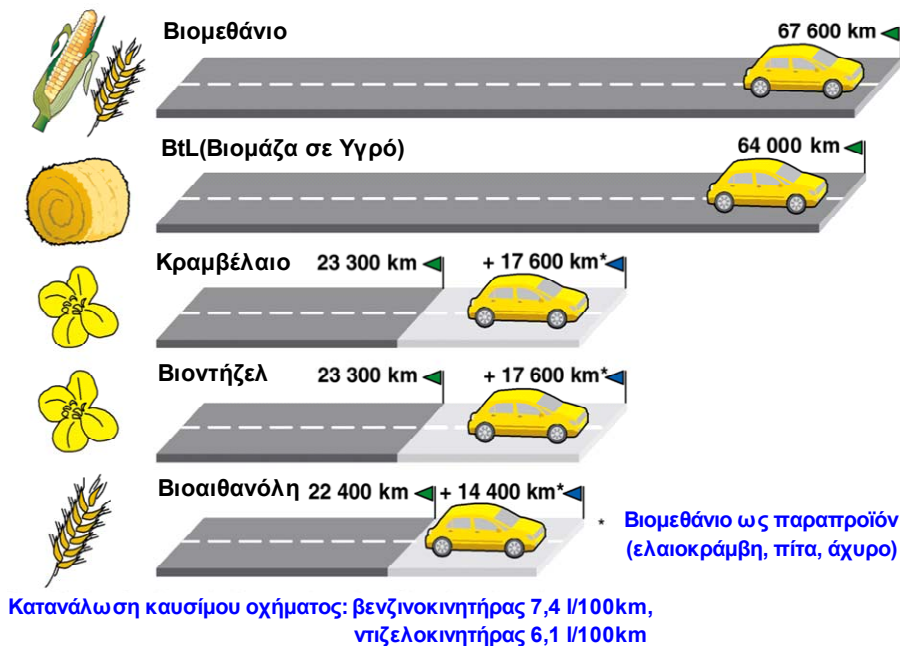 Βιομεθάνιο
67 600 km
BtL(Βιομάζα σε Υγρό)
64 000 km
Κραμβέλαιο 23 300 km + 17 600 km*
Βιοντήζελ 23 300 km + 17 600 km*
Βιοαιθανόλη 22 400 km + 14 400 km*
* Βιομεθάνιο ως παραπροϊόν
(ελαιοκράμβη, πίτα, άχυρο)
Κατανάλωση καυσίμου οχήματος: βενζινοκινητήρας 7,4 l/100km,
ντιζελοκινητήρας 6,1 l/100km